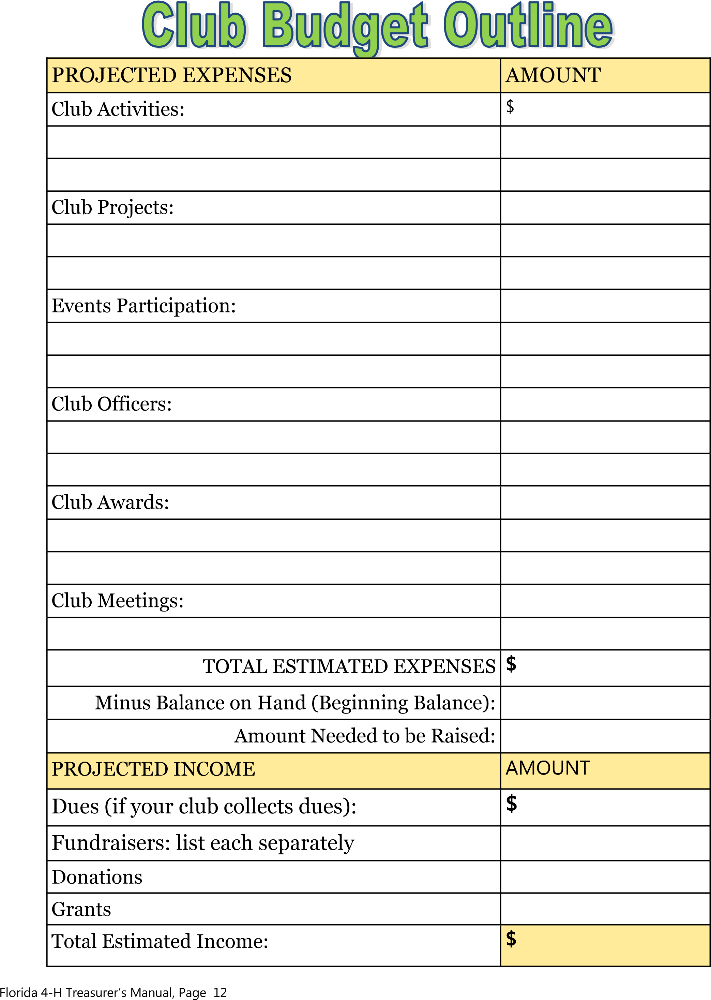 Club Budget Outline
PROJECTED EXPENSES AMOUNT
Club Activities: $
Club Projects:
Events Participation:
Club Officers:
Club Awards:
Club Meetings:
TOTAL ESTIMATED EXPENSES $
Minus Balance on Hand (Beginning Balance):
Amount Needed to be Raised:
PROJECTED INCOME AMOUNT
Dues (if your club collects dues): $
Fundraisers: list each separately
Donations
Grants
Total Estimated Income: $
Florida 4-H Treasurer’s Manual, Page 12